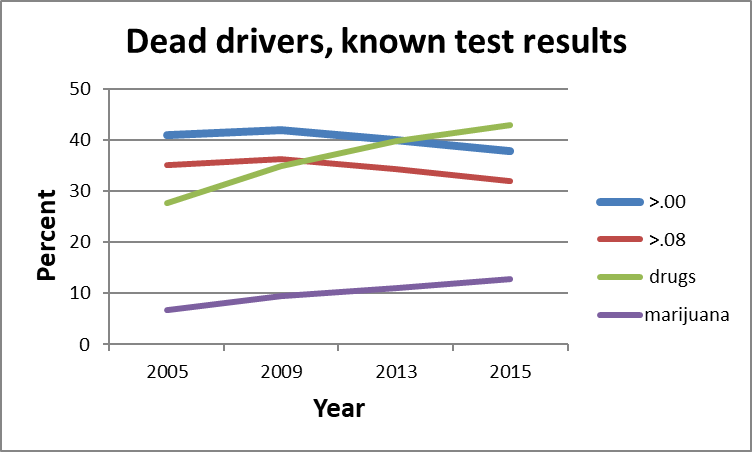 Dead drivers, known test results
50
40
30
20
10
0
Percent
2005 2009 2013 2015
Year
>.00
>.08
drugs
marijuana